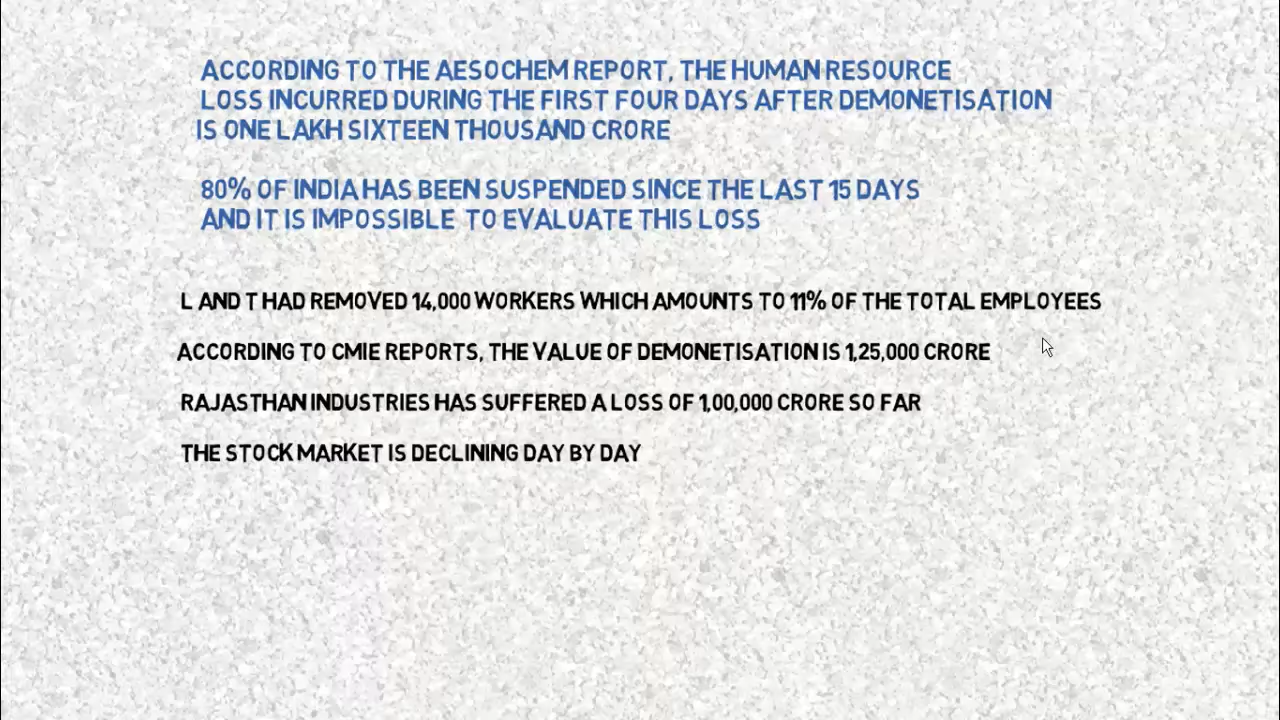 ACCORDING TO THE AESOCHEM REPORT, THE HUMAN RESOURCE
LOSS INCURRED DURING THE FIRST FOUR DAYS AFTER DEMONETISATION
IS ONE LAKH SIXTEEN THOUSAND CRORE
80% OF INDIA HAS BEEN SUSPENDED SINCE THE LAST 15 DAYS
AND IT IS IMPOSSIBLE TO EVALUATE THIS LOSS
L AND T HAD REMOVED 14,000 WORKERS WHICH AMOUNTS TO 11% OF THE TOTAL EMPLOYEES
ACCORDING TO CMIE REPORTS, THE VALUE OF DEMONETISATION IS 1,25,000 CRORE
RAJASTHAN INDUSTRIES HAS SUFFERED A LOSS OF 1,00,000 CRORE SO FAR
THE STOCK MARKET IS DECLINING DAY BY DAY